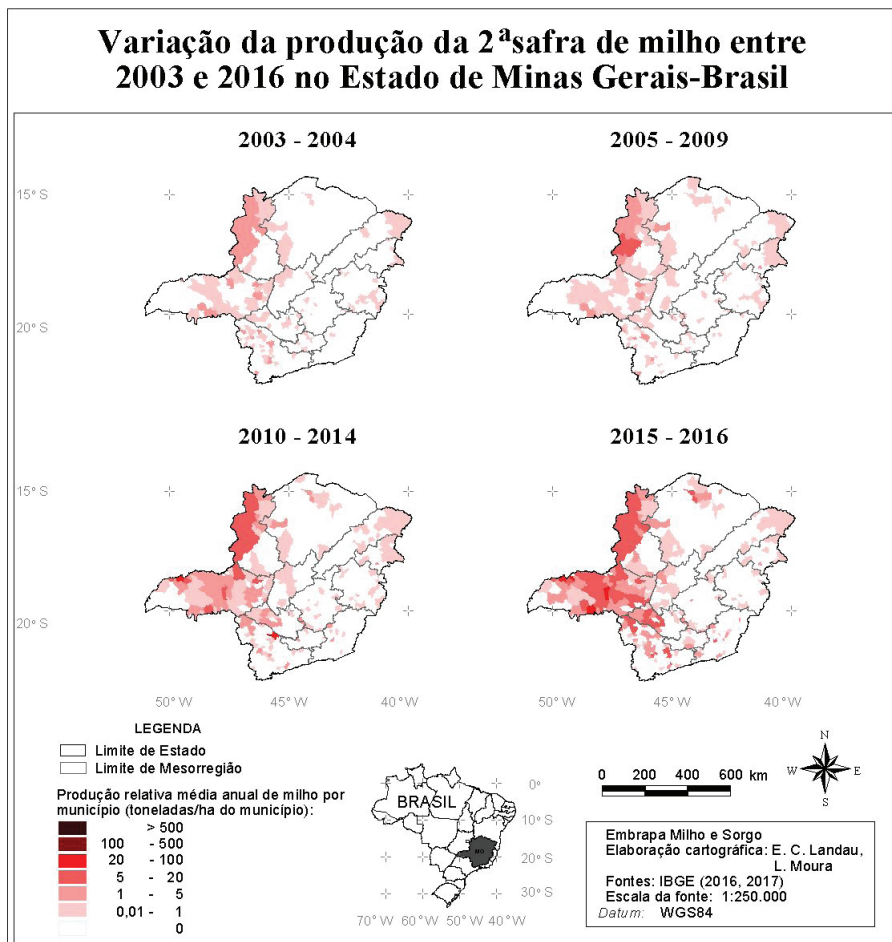 Variação da produção da 2ªsafra de milho entre
2003 e 2016 no Estado de Minas Gerais-Brasil
2003 - 2004
2005 - 2009
15° S
15° S
20° S
20° S
2010 - 2014
2015 - 2016
15° S
15° S
20° S
20° S
50° W 45° W 40° W
50° W 45° W 40° W
LEGENDA
Limite de Estado
Limite de Mesorregião
Produção relativa média anual de milho por
município (toneladas/ha do município):
> 500
100 - 500
20 - 100
5 - 20
1 - 5
0,01 - 1
0
BRASIL
MG
0°
10° S
20° S
30° S
70° W 60° W 50° W 40° W
0 200 400 600 km
N
W E
S
Embrapa Milho e Sorgo
Elaboração cartográfica: E. C. Landau,
L. Moura
Fontes: IBGE (2016, 2017)
Escala da fonte: 1:250.000
Datum: WGS84